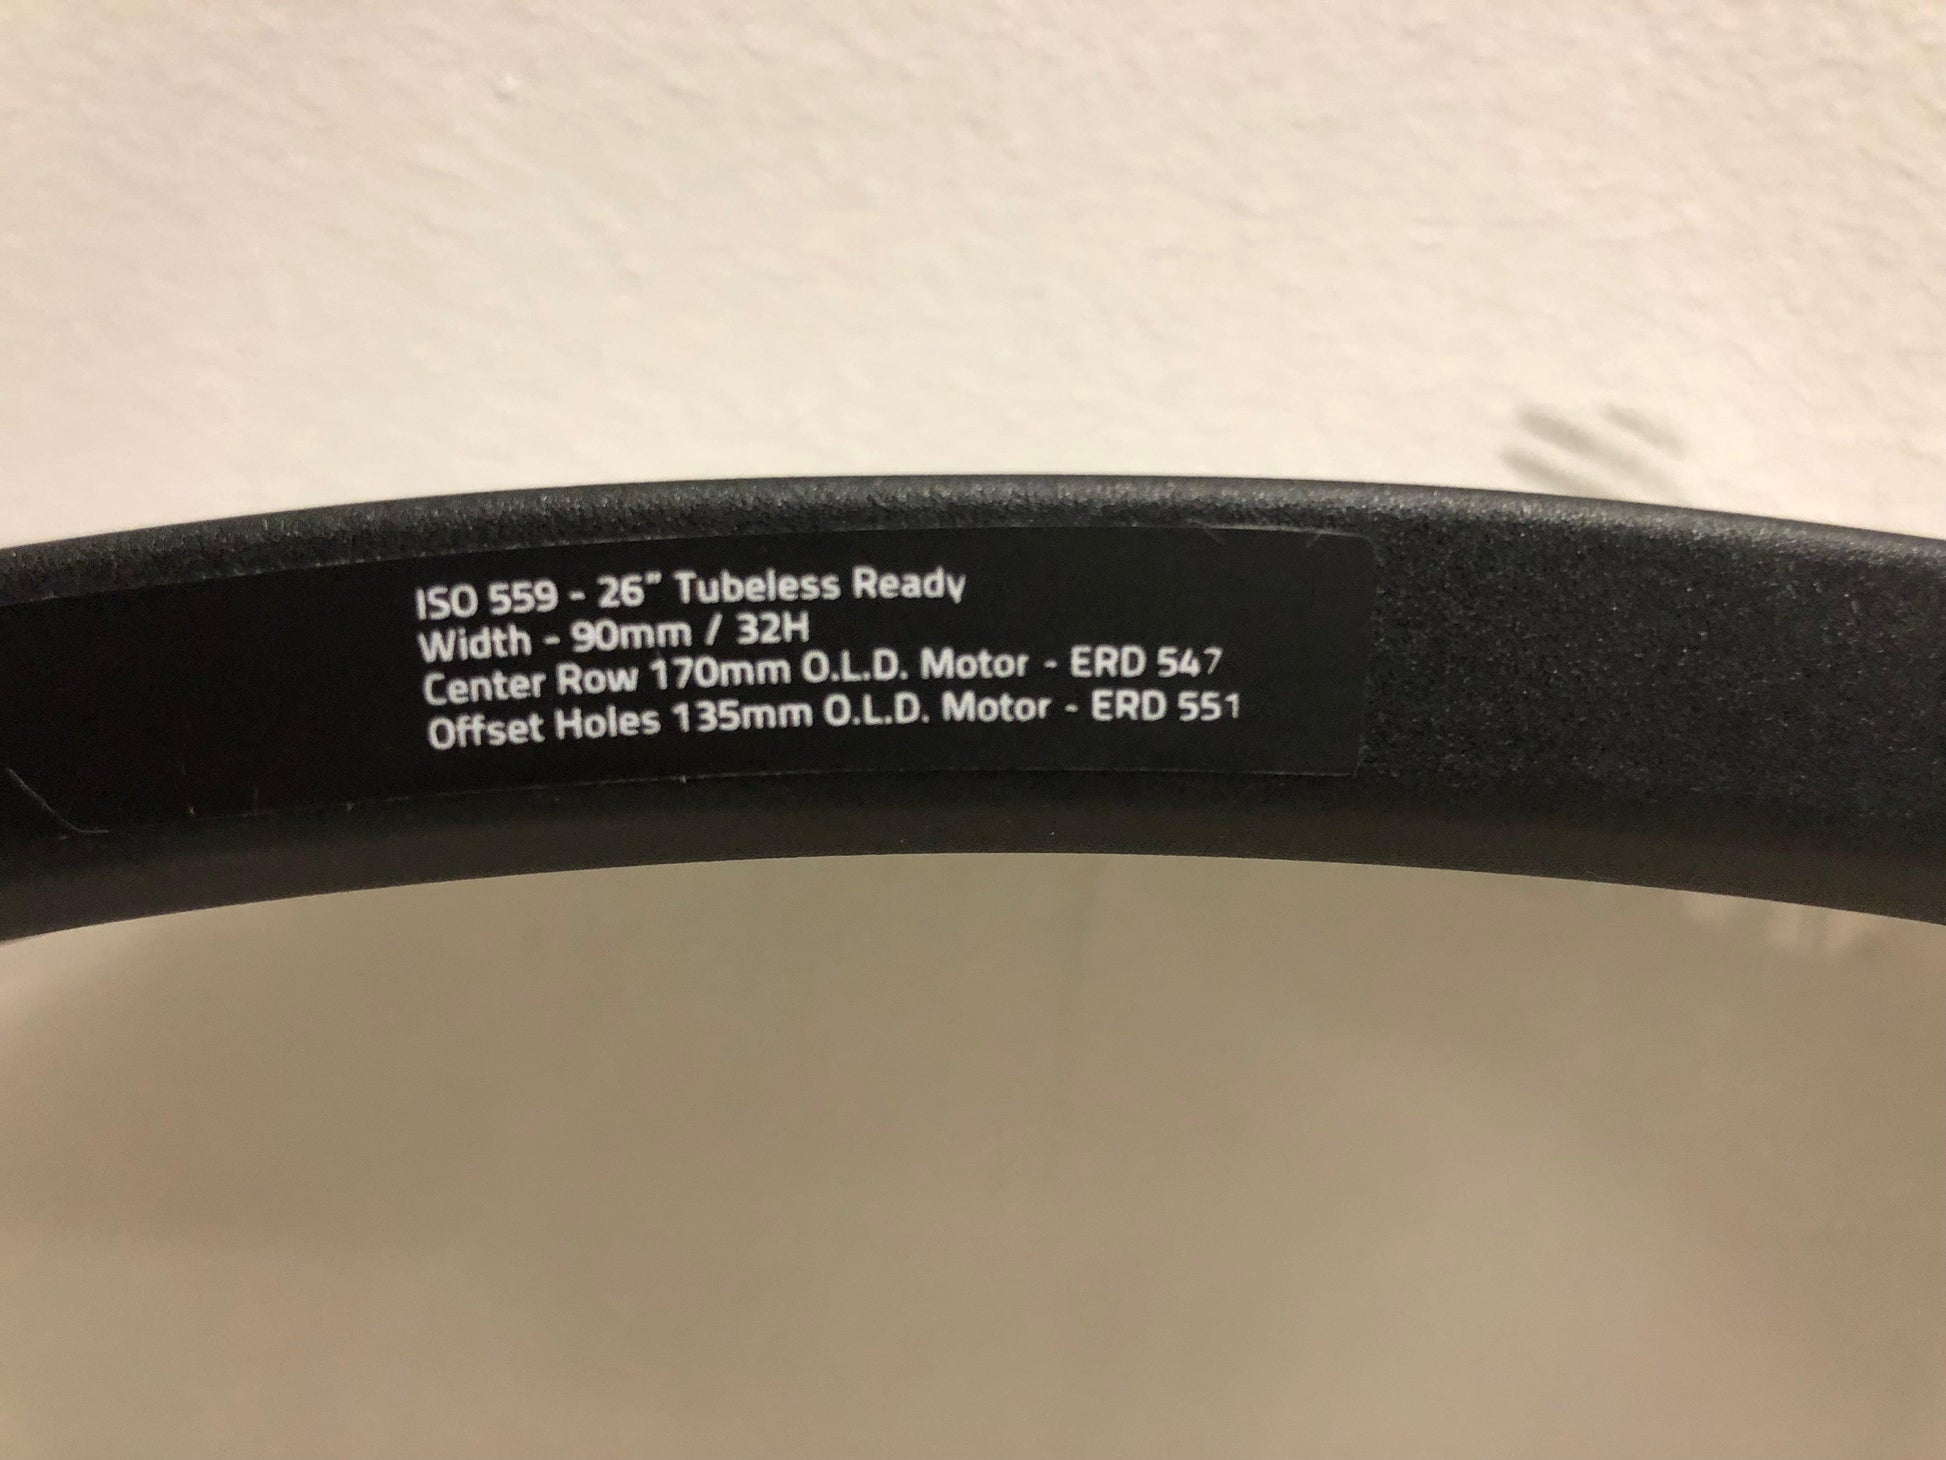 ISO 559 - 26" Tubeless Ready
Width - 90mm / 32H
Center Row 170mm O.L.D. Motor - ERD 547
Offset Holes 135mm O.L.D. Motor - ERD 551